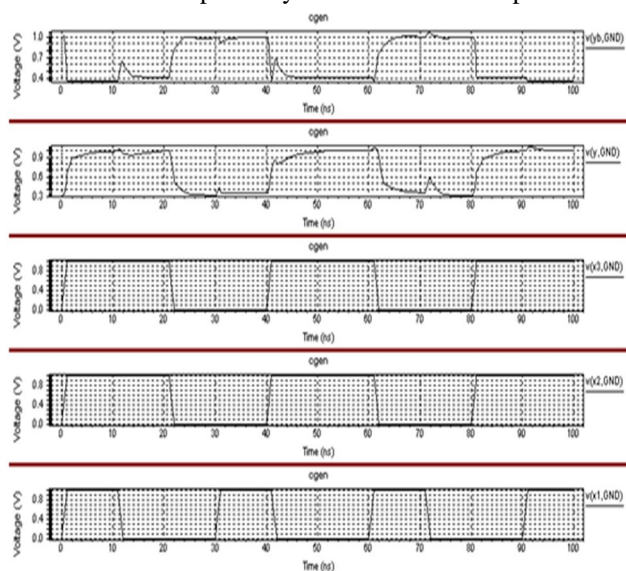 cgen
Voltage (V)
1.0
0.7
0.4
v(yb,GND)
0 10 20 30 40 50 60 70 80 90 100
Time (ns)
cgen
Voltage (V)
0.9
0.6
0.3
v(y,GND)
0 10 20 30 40 50 60 70 80 90 100
Time (ns)
cgen
Voltage (V)
0.8
0.4
0.0
v(x3,GND)
0 10 20 30 40 50 60 70 80 90 100
Time (ns)
cgen
Voltage (V)
0.8
0.4
0.0
v(x2,GND)
0 10 20 30 40 50 60 70 80 90 100
Time (ns)
cgen
Voltage (V)
0.8
0.4
0.0
v(x1,GND)
0 10 20 30 40 50 60 70 80 90 100
Time (ns)